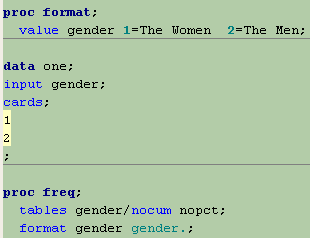 proc format;
value gender 1=The Women 2=The Men;
data one;
input gender;
cards;
1
2
;
proc freq;
tables gender/nocum nopct;
format gender gender.;